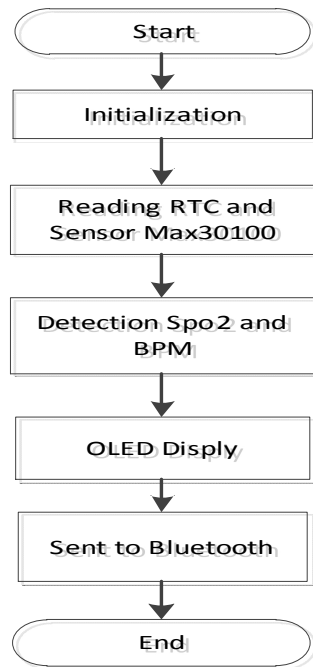 Start
Initialization
Reading RTC and
Sensor Max30100
Detection Spo2 and
BPM
OLED Disply
Sent to Bluetooth
End